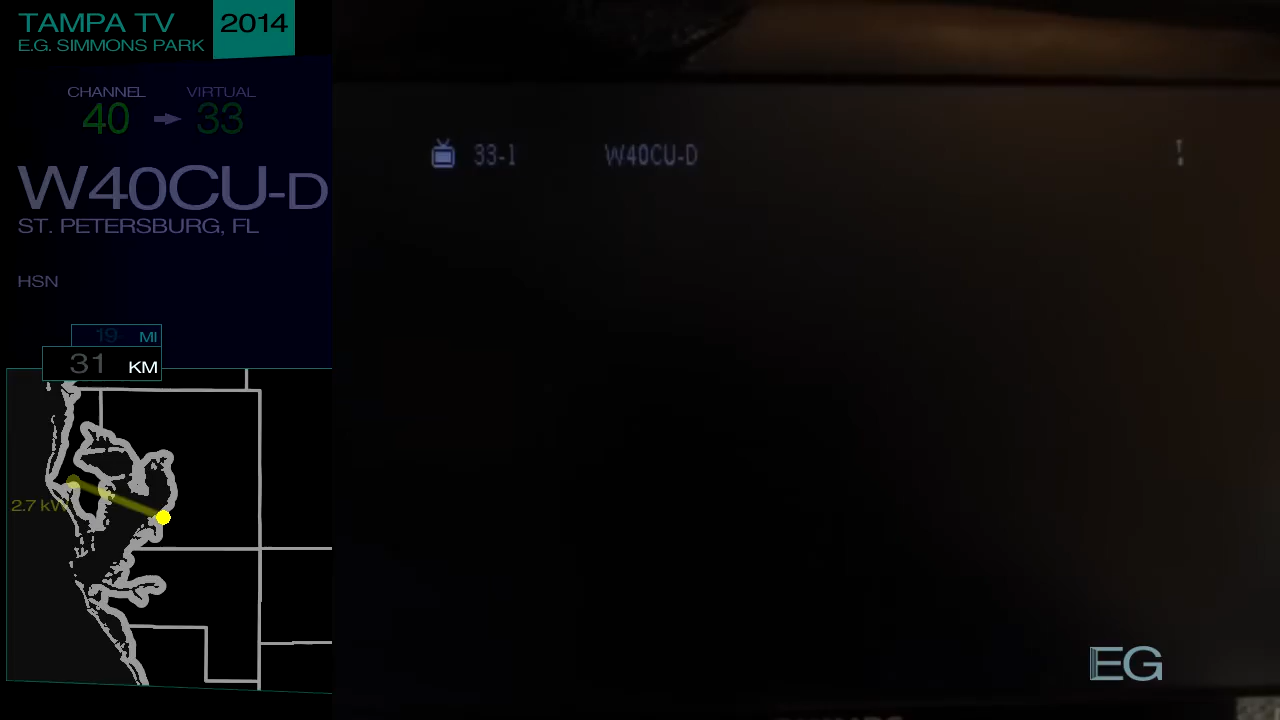 TAMPA TV
E.G. SIMMONS PARK
2014
CHANNEL
VIRTUAL
40
33
W40CU-D
ST. PETERSBURG, FL
HSN
19 MI
31 KM
2.7 kW
33-1
W40CU-D
EG